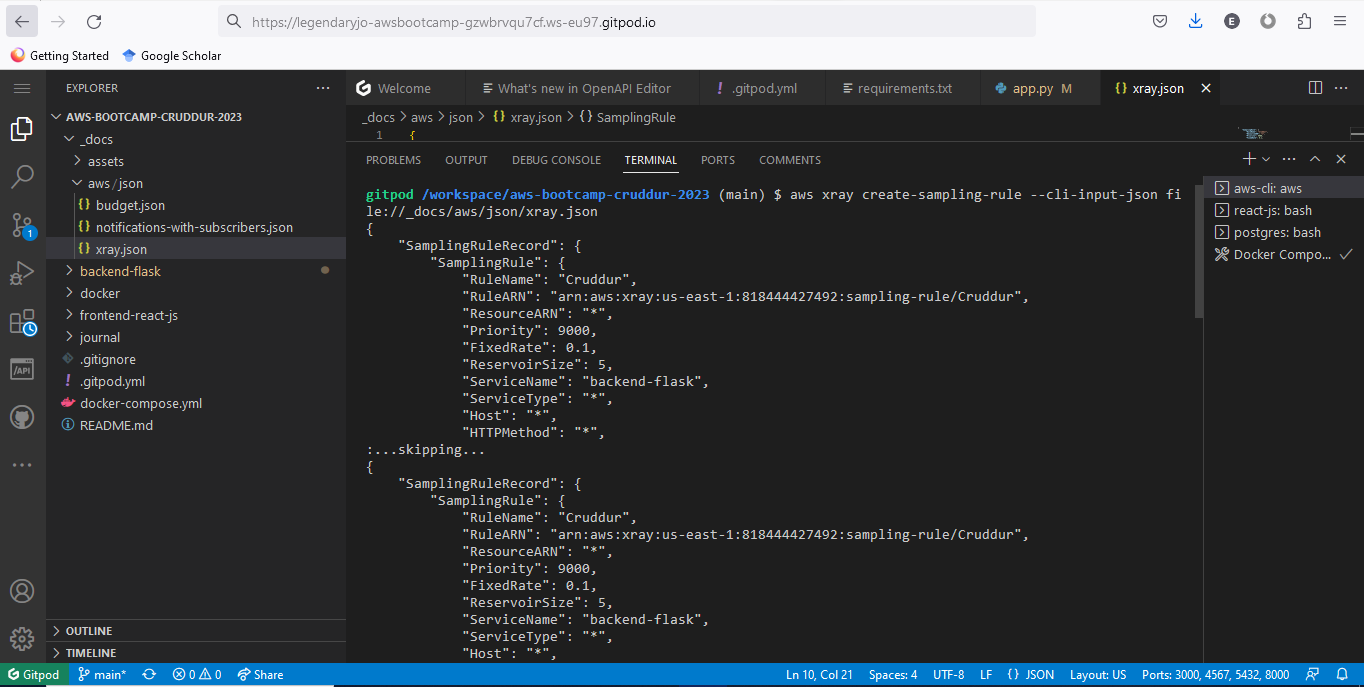 https://legendaryjo-awsbootcamp-gzwbrvqu7cf.ws-eu97.gitpod.io
E
Getting Started
Google Scholar
EXPLORER
AWS-BOOTCAMP-CRUDDUR-2023
_docs
assets
aws/json
budget.json
notifications-with-subscribers.json
xray.json
backend-flask
docker
frontend-react-js
journal
.gitignore
.gitpod.yml
docker-compose.yml
README.md
OUTLINE
TIMELINE
1
/API
Welcome
What's new in OpenAPI Editor
.gitpod.yml
requirements.txt
app.py M
{} xray.json
_docs > aws > json > {} xray.json > {} SamplingRule
1 {
PROBLEMS OUTPUT DEBUG CONSOLE TERMINAL PORTS COMMENTS
gitpod /workspace/aws-bootcamp-cruddur-2023 (main) $ aws xray create-sampling-rule --cli-input-json fi
le://_docs/aws/json/xray.json
{
"SamplingRuleRecord": {
"SamplingRule": {
"RuleName": "Cruddur",
"RuleARN": "arn:aws:xray:us-east-1:818444427492:sampling-rule/Cruddur",
"ResourceARN": "*",
"Priority": 9000,
"FixedRate": 0.1,
"ReservoirSize": 5,
"ServiceName": "backend-flask",
"ServiceType": "*",
"Host": "*",
"HTTPMethod": "*",
:...skipping...
{
"SamplingRuleRecord": {
"SamplingRule": {
"RuleName": "Cruddur",
"RuleARN": "arn:aws:xray:us-east-1:818444427492:sampling-rule/Cruddur",
"ResourceARN": "*",
"Priority": 9000,
"FixedRate": 0.1,
"ReservoirSize": 5,
"ServiceName": "backend-flask",
"ServiceType": "*",
"Host": "*",
aws-cli: aws
react-js: bash
postgres: bash
Docker Compo...
Gitpod main* 0 0 Share Ln 10, Col 21 Spaces: 4 UTF-8 LF {} JSON Layout: US Ports: 3000, 4567, 5432, 8000